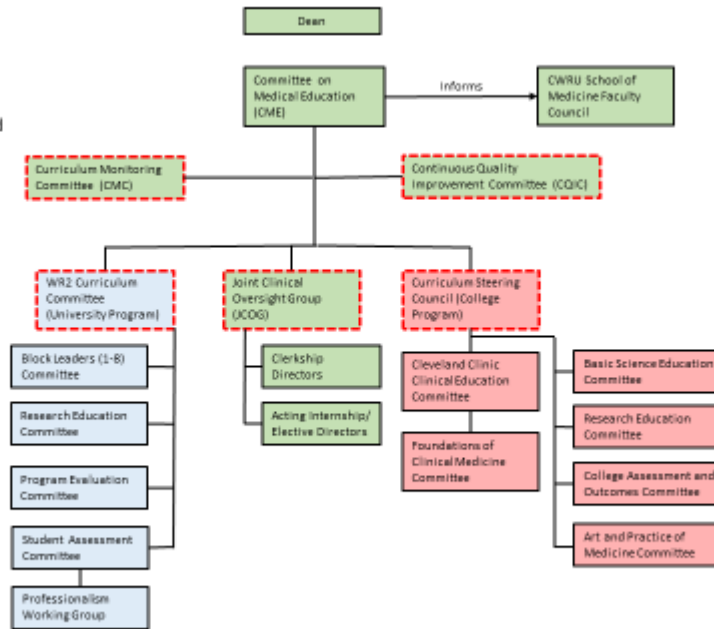 Dean
Committee on
Medical Education
(CME)
Informs
CWRU School of
Medicine Faculty
Council
d
Curriculum Monitoring
Committee (CMC)
Continuous Quality
Improvement Committee (CQIC)
WR2 Curriculum
Committee
(University Program)
Joint Clinical
Oversight Group
(JCOG)
Curriculum Steering
Council (College
Program)
Block Leaders (1-8)
Committee
Research Education
Committee
Program Evaluation
Committee
Student Assessment
Committee
Professionalism
Working Group
Clerkship
Directors
Acting Internship/
Elective Directors
Cleveland Clinic
Clinical Education
Committee
Foundations of
Clinical Medicine
Committee
Basic Science Education
Committee
Research Education
Committee
College Assessment and
Outcomes Committee
Art and Practice of
Medicine Committee